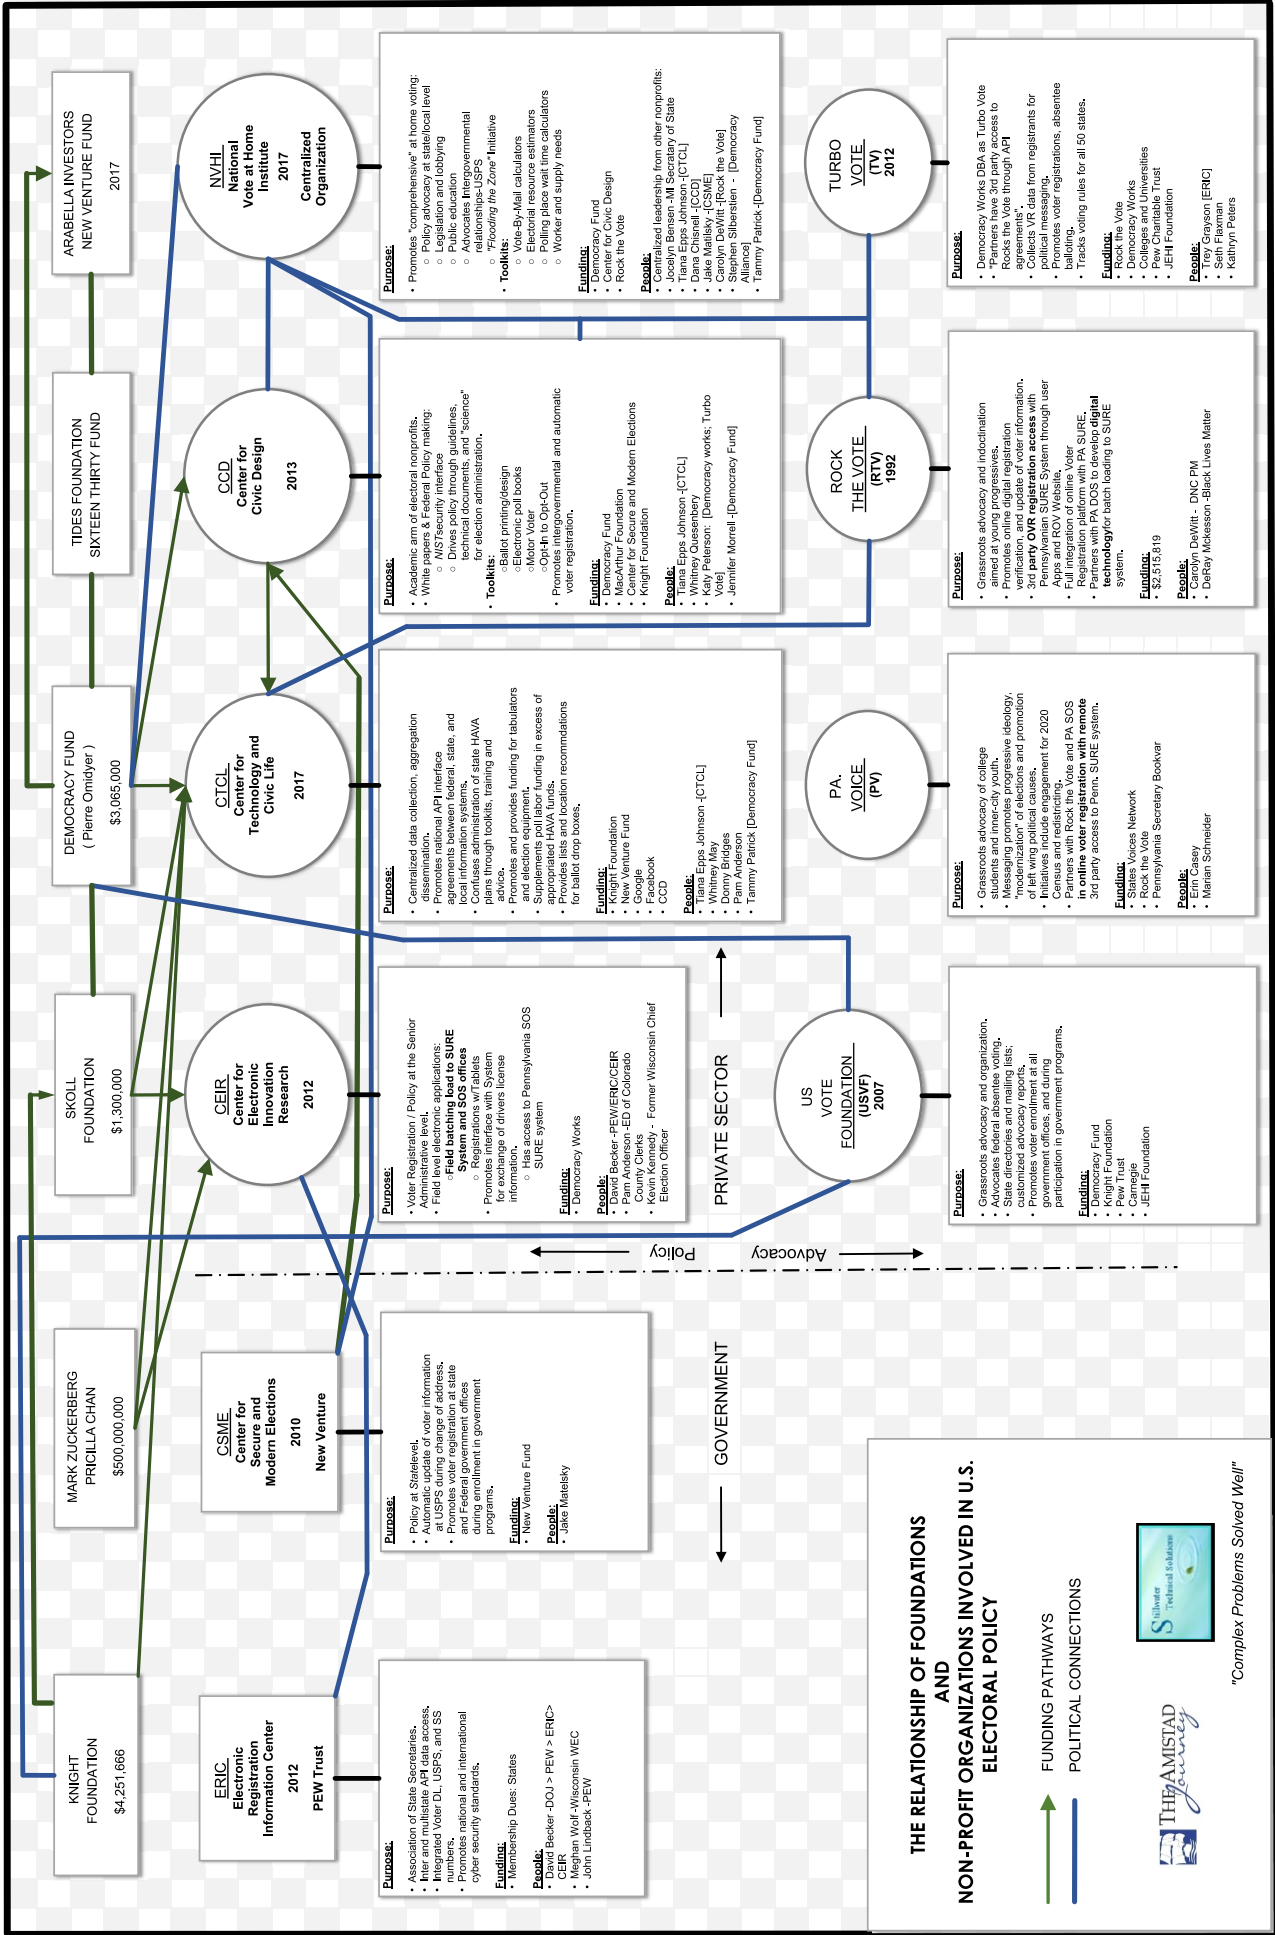 KNIGHT
FOUNDATION
$4,251,666
MARK ZUCKERBERG
PRICILLA CHAN
$500,000,000
SKOLL
FOUNDATION
$1,300,000
DEMOCRACY FUND
( Pierre Omidyer )
$3,065,000
TIDES FOUNDATION
SIXTEEN THIRTY FUND
ARABELLA INVESTORS
NEW VENTURE FUND
2017
ERIC
Electronic
Registration
Information Center
2012
PEW Trust
CSME
Center for
Secure and
Modern Elections
2010
New Venture
CEIR
Center for
Electronic
Innovation
Research
2012
CTCL
Center for
Technology and
Civic Life
2017
CCD
Center for
Civic Design
2013
NVHI
National
Vote at Home
Institute
2017
Centralized
Organization
Purpose:
• Association of State Secretaries.
• Inter and multistate API data access.
• Integrated Voter DL, USPS, and SS
numbers.
• Promotes national and international
cyber security standards.
Funding:
• Membership Dues: States
People:
• David Becker -DOJ > PEW > ERIC>
CEIR
• Meghan Wolf -Wisconsin WEC
• John Lindback -PEW
Purpose:
• Policy at Statelevel.
• Automatic update of voter information
at USPS during change of address.
• Promotes voter registration at state
and Federal government offices
during enrollment in government
programs.
Funding:
• New Venture Fund
People:
• Jake Matelsky
Purpose:
• Voter Registration / Policy at the Senior
Administrative level.
• Field level electronic applications:
○Field batching load to SURE
System and SOS offices
○ Registrations w/Tablets
• Promotes interface with System
for exchange of drivers license
information.
○ Has access to Pennsylvania SOS
SURE system
Funding:
• Democracy Works
People:
• David Becker -PEW/ERIC/CEIR
• Pam Anderson -ED of Colorado
County Clerks
• Kevin Kennedy - Former Wisconsin Chief
Election Officer
Purpose:
• Centralized data collection, aggregation
dissemination.
• Promotes national API interface
agreements between federal, state, and
local information systems.
• Confuses administration of state HAVA
plans through toolkits, training and
advice.
• Promotes and provides funding for tabulators
and election equipment.
• Supplements poll labor funding in excess of
appropriated HAVA funds.
• Provides lists and location recommdations
for ballot drop boxes.
Funding:
• Knight Foundation
• New Venture Fund
• Google
• Facebook
• CCD
People:
• Tiana Epps Johnson -[CTCL]
• Whitney May
• Donny Bridges
• Pam Anderson
• Tammy Patrick [Democracy Fund]
Purpose:
• Academic arm of electoral nonprofits.
• White papers & Federal Policy making:
○ NISTsecurity interface
○ Drives policy through guidelines,
technical documents, and "science"
for election administration.
• Toolkits:
○Ballot printing/design
○Electronic poll books
○Motor Voter
○Opt-In to Opt-Out
• Promotes intergovernmental and automatic
voter registration.
Funding:
• Democracy Fund
• MacArthur Foundation
• Center for Secure and Modern Elections
• Knight Foundation
People:
• Tiana Epps Johnson -[CTCL]
• Whitney Quesenbery
• Katy Peterson: [Democracy works; Turbo
Vote]
• Jennifer Morrell -[Democracy Fund]
Purpose:
• Promotes "comprehensive" at home voting:
○ Policy advocacy at state/local level
○ Legislation and lobbying
○ Public education
○ Advocates Intergovernmental
relationships-USPS
○ "Flooding the Zone" Initiative
• Toolkits:
○ Vote-By-Mail calculators
○ Electorial resource estimators
○ Polling place wait time calculators
○ Worker and supply needs
Funding:
• Democracy Fund
• Center for Civic Design
• Rock the Vote
People:
• Centralized leadership from other nonprofits:
• Jocelyn Bensen -MI Secratary of State
• Tiana Epps Johnson -[CTCL]
• Dana Chisnell -[CCD]
• Jake Matilsky -[CSME]
• Carolyn DeWitt -[Rock the Vote]
• Stephen Silberstien - [Democracy
Alliance]
• Tammy Patrick -[Democracy Fund]
GOVERNMENT
PRIVATE SECTOR
Policy
Advocacy
US
VOTE
FOUNDATION
(USVF)
2007
PA.
VOICE
(PV)
ROCK
THE VOTE
(RTV)
1992
TURBO
VOTE
(TV)
2012
Purpose:
• Grassroots advocacy and organization.
• Advocates federal absentee voting.
• State directories and mailing lists;
customized advocacy reports.
• Promotes voter enrollment at all
government offices, and during
participation in government programs.
Funding:
• Democracy Fund
• Knight Foundation
• Pew Trust
• Carnegie
• JEHI Foundation
Purpose:
• Grassroots advocacy of college
students and inner-city youth.
• Messaging promotes progressive ideology,
"modernization" of elections and promotion
of left wing political causes.
• Initiatives include engagement for 2020
Census and redistricting.
• Partners with Rock the Vote and PA SOS
in online voter registration with remote
3rd party access to Penn. SURE system.
Funding:
• States Voices Network
• Rock the Vote
• Pennsylvania Secretary Bookvar
People:
• Erin Casey
• Marian Schneider
Purpose:
• Grassroots advocacy and indoctination
aimed at young progressives.
• Promotes online digital registration
verification, and update of voter information.
• 3rd party OVR registration access with
Pennsylvanian SURE System through user
Apps and ROV Website.
• Full integration of online Voter
Registration platform with PA SURE.
• Partners with PA DOS to develop digital
technologyfor batch loading to SURE
system.
Funding:
• $2,515,819
People:
• Carolyn DeWitt - DNC PM
• DeRay Mckesson -Black Lives Matter
Purpose:
• Democracy Works DBA as Turbo Vote
• "Partners have 3rd party access to
Rocks the Vote through API
agreements".
• Collects VR data from registrants for
political messaging.
• Promotes voter registrations, absentee
balloting.
• Tracks voting rules for all 50 states.
Funding:
• Rock the Vote
• Democracy Works
• Colleges and Universities
• Pew Charitable Trust
• JEHI Foundation
People:
• Trey Grayson [ERIC]
• Seth Flaxman
• Kathryn Peters
THE RELATIONSHIP OF FOUNDATIONS
AND
NON-PROFIT ORGANIZATIONS INVOLVED IN U.S.
ELECTORAL POLICY
FUNDING PATHWAYS
POLITICAL CONNECTIONS
THE AMISTAD
Journey
Stillwater
Technical Solutions
"Complex Problems Solved Well"